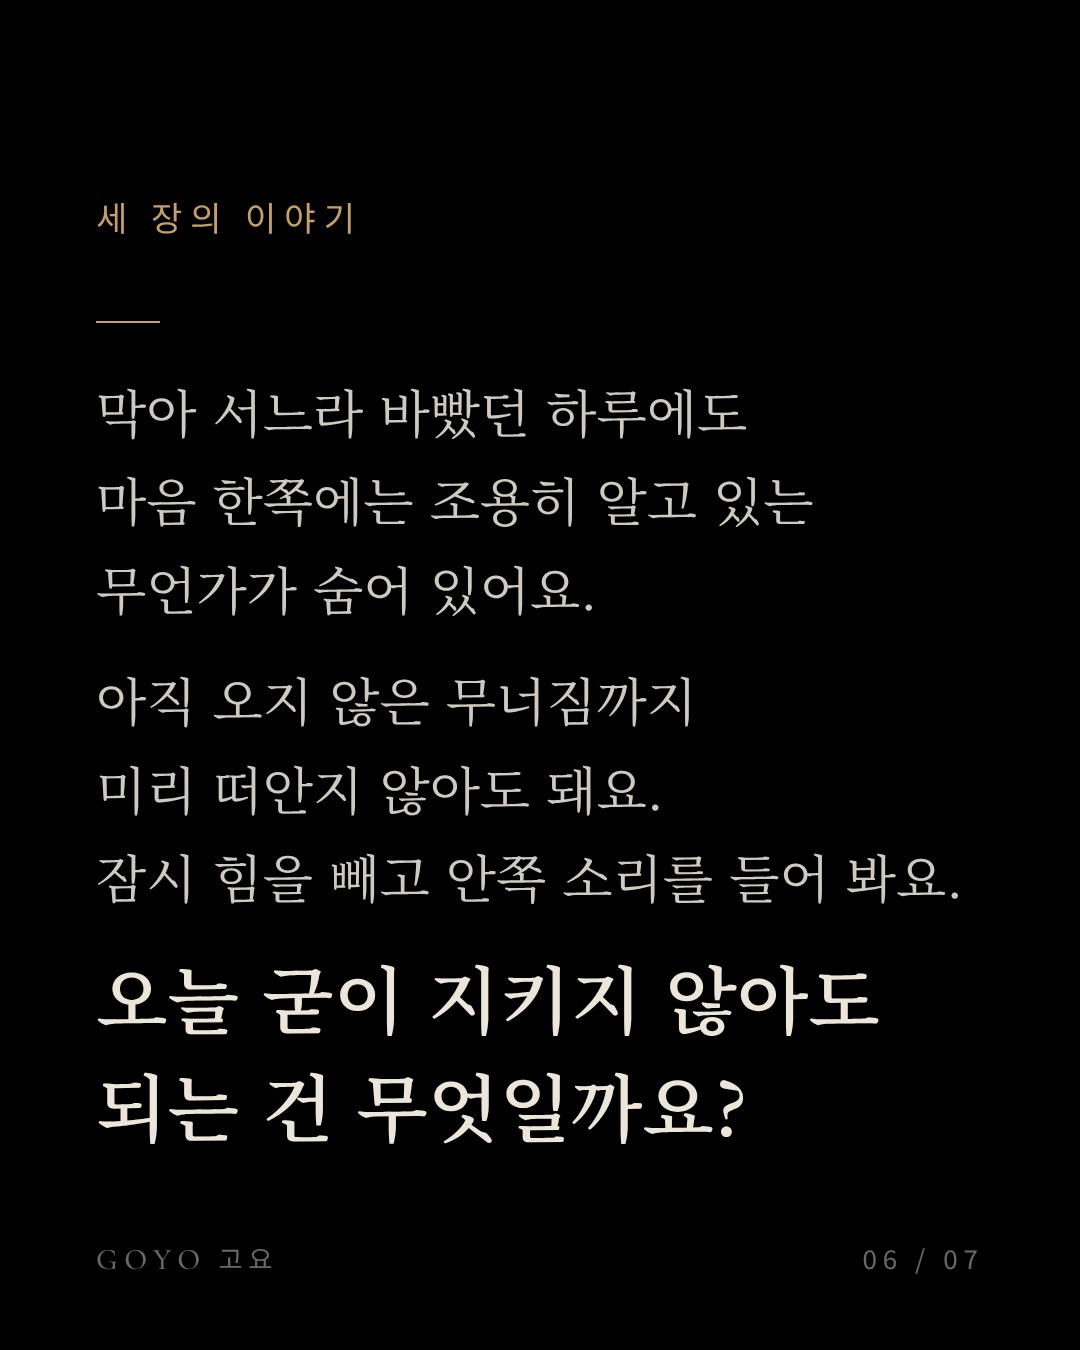 세 장의 이야기
막아 서느라 바빴던 하루에도
마음 한쪽에는 조용히 알고 있는
무언가가 숨어 있어요.
아직 오지 않은 무너짐까지
미리 떠안지 않아도 돼요.
잠시 힘을 빼고 안쪽 소리를 들어 봐요.
오늘 굳이 지키지 않아도
되는 건 무엇일까요?
GOYO 고요
06 / 07